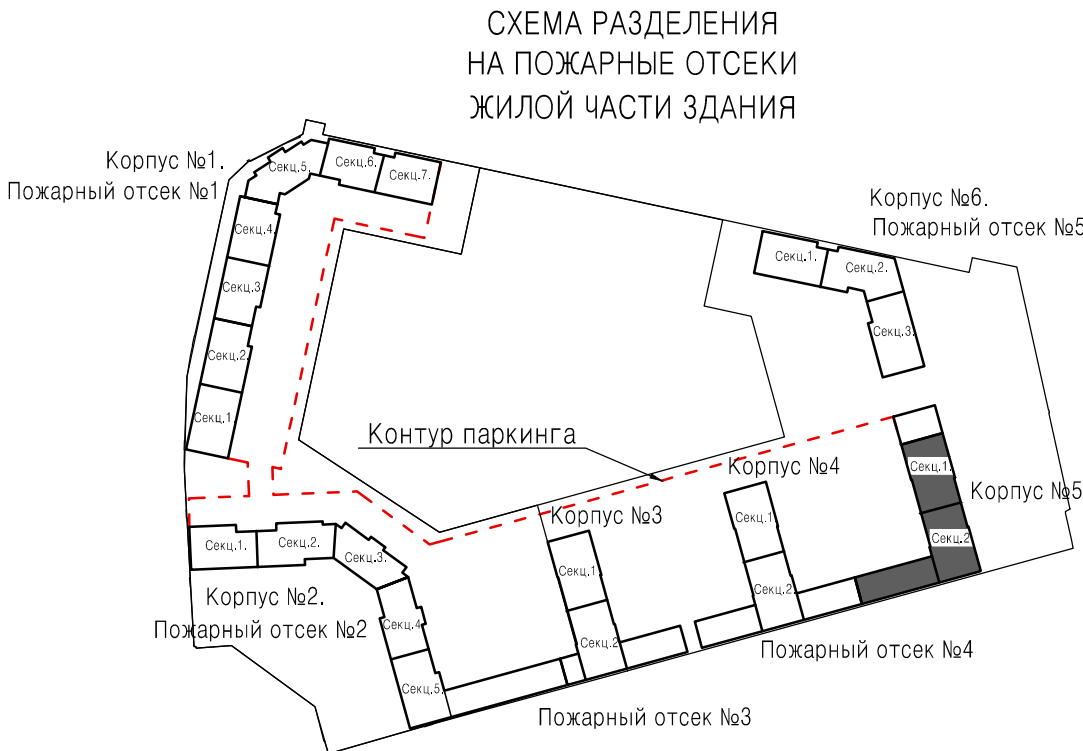 СХЕМА РАЗДЕЛЕНИЯ
НА ПОЖАРНЫЕ ОТСЕКИ
ЖИЛОЙ ЧАСТИ ЗДАНИЯ
Корпус №1.
Пожарный отсек №1
Секц.5.
Секц.6.
Секц.7.
Секц.4.
Секц.3.
Секц.2.
Секц.1.
Корпус №6.
Пожарный отсек №5
Секц.1.
Секц.2.
Секц.3.
Контур паркинга
Корпус №4
Корпус №3
Корпус №5
Секц.1.
Секц.2
Секц.1.
Секц.2.
Секц.1.
Секц.2
Секц.1.
Секц.2.
Секц.3.
Секц.4
Секц.5.
Корпус №2.
Пожарный отсек №2
Пожарный отсек №4
Пожарный отсек №3